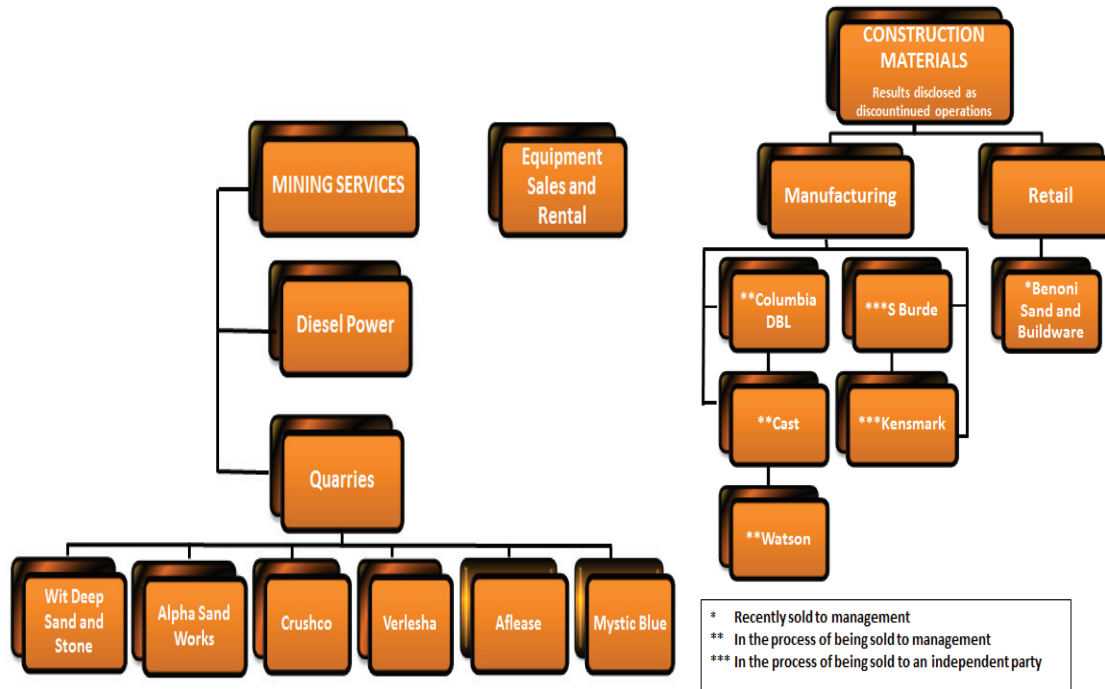 CONSTRUCTION
MATERIALS
Results disclosed as
discountinued operations
MINING SERVICES
Equipment
Sales and
Rental
Manufacturing
Retail
Diesel Power
**Columbia
DBL
***S Burde
*Benoni
Sand and
Buildware
**Cast
***Kensmark
Quarries
**Watson
Wit Deep
Sand and
Stone
Alpha Sand
Works
Crushco
Verlesha
Aflease
Mystic Blue
* Recently sold to management
** In the process of being sold to management
*** In the process of being sold to an independent party